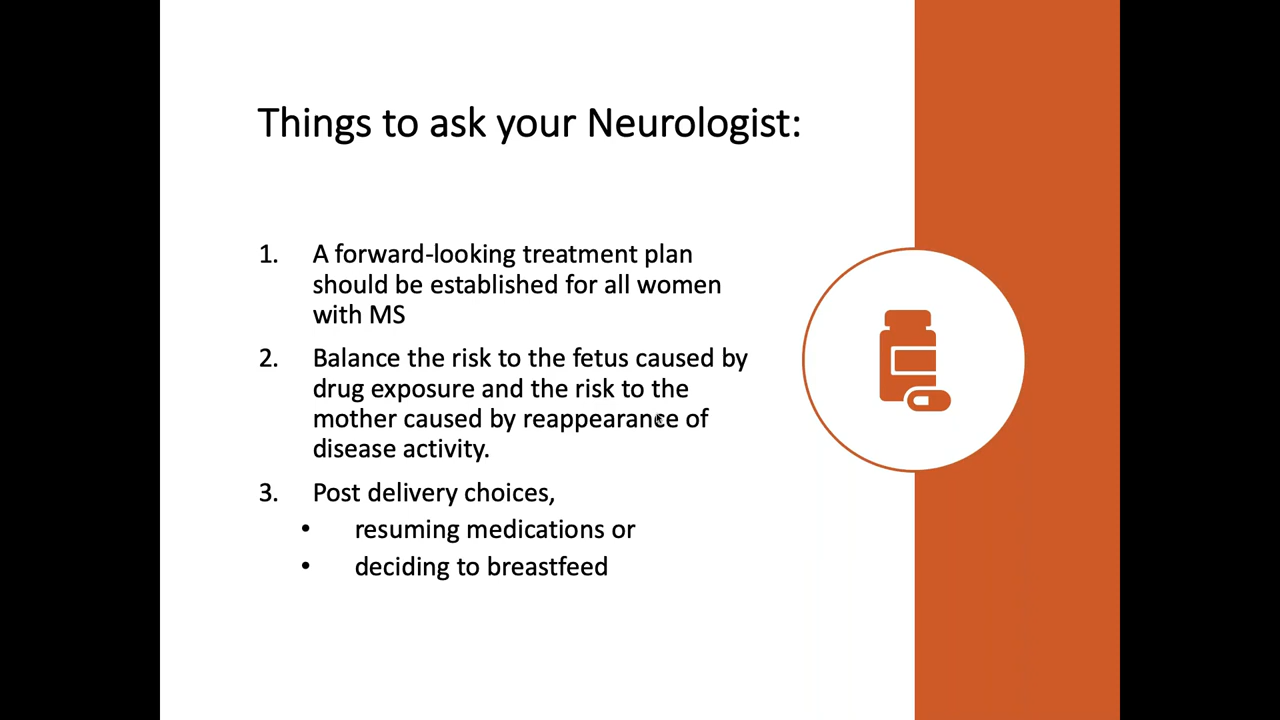 Things to ask your Neurologist:
1. A forward-looking treatment plan
should be established for all women
with MS
2. Balance the risk to the fetus caused by
drug exposure and the risk to the
mother caused by reappearance of
disease activity.
3. Post delivery choices,
• resuming medications or
• deciding to breastfeed